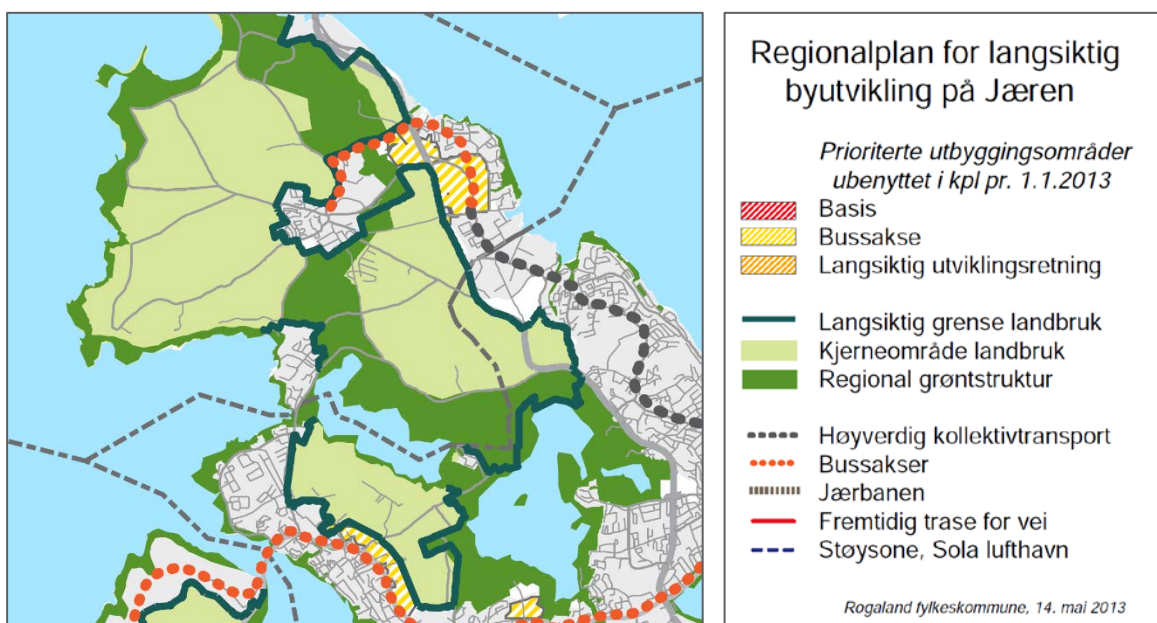 Regionalplan for langsiktig
byutvikling på Jæren
Prioriterte utbyggingsområder
ubenyttet i kpl pr. 1.1.2013
Basis
Bussakse
Langsiktig utviklingsretning
Langsiktig grense landbruk
Kjerneområde landbruk
Regional grøntstruktur
Høyverdig kollektivtransport
Bussakser
Jærbanen
Fremtidig trase for vei
Støysone, Sola lufthavn
Rogaland fylkeskommune, 14. mai 2013